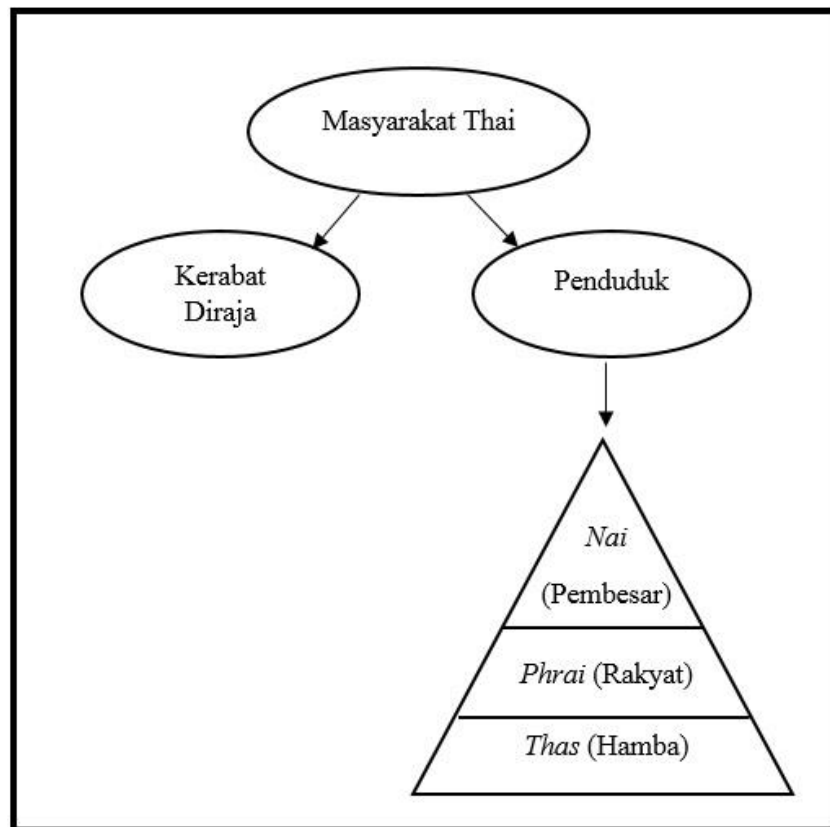 Masyarakat Thai
Kerabat
Diraja
Penduduk
Nai
(Pembesar)
Phrai (Rakyat)
Thas (Hamba)